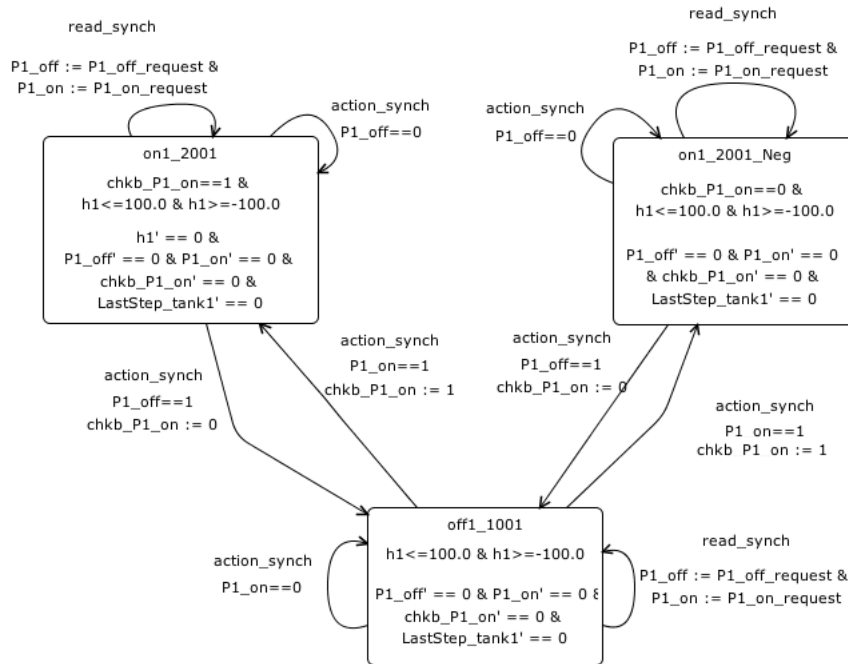 read_synch
P1_off := P1_off_request &
P1_on := P1_on_request
action_synch
P1_off==0
on1_2001
chkb_P1_on==1 &
h1<=100.0 & h1>=-100.0
h1' == 0 &
P1_off' == 0 & P1_on' == 0 &
chkb_P1_on' == 0 &
LastStep_tank1' == 0
read_synch
P1_off := P1_off_request &
P1_on := P1_on_request
action_synch
P1_off==0
on1_2001_Neg
chkb_P1_on==0 &
h1<=100.0 & h1>=-100.0
P1_off' == 0 & P1_on' == 0
& chkb_P1_on' == 0 &
LastStep_tank1' == 0
action_synch
P1_off==1
chkb_P1_on := 0
action_synch
P1_on==1
chkb_P1_on := 1
action_synch
P1_off==1
chkb_P1_on := 0
action_synch
P1_on==1
chkb_P1_on := 1
off1_1001
h1<=100.0 & h1>=-100.0
P1_off' == 0 & P1_on' == 0 &
chkb_P1_on' == 0 &
LastStep_tank1' == 0
action_synch
P1_on==0
read_synch
P1_off := P1_off_request &
P1_on := P1_on_request